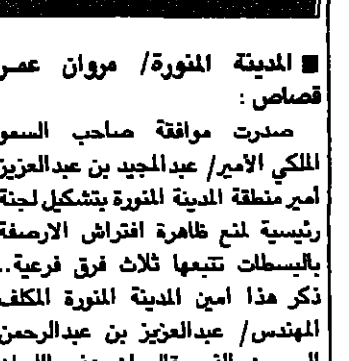 ■ المدينة المنورة/ مروان عمر
قصاص :
صدرت موافقة صاحب السمو
الملكي الأمير/ عبدالمجيد بن عبدالعزيز
أمير منطقة المدينة المنورة بتشكيل لجنة
رئيسية لمنع ظاهرة افتراش الارصفة
بالبسطات تتبعها ثلاث فرق فرعية..
ذكر هذا امين المدينة المنورة المكلف
المهندس/ عبدالعزيز بن عبدالرحمن